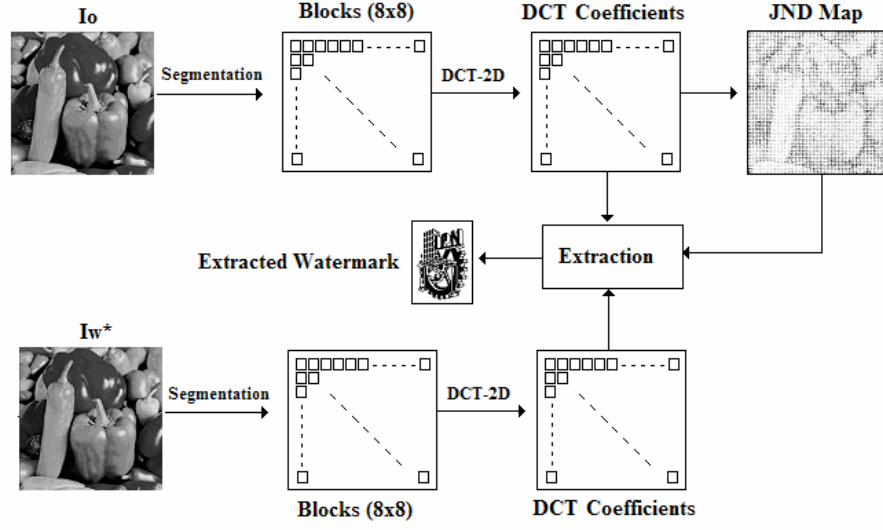 Io
Blocks (8x8)
DCT Coefficients
JND Map
Segmentation
DCT-2D
Extracted Watermark
I.P.N
Extraction
Iw*
Segmentation
DCT-2D
Blocks (8x8)
DCT Coefficients